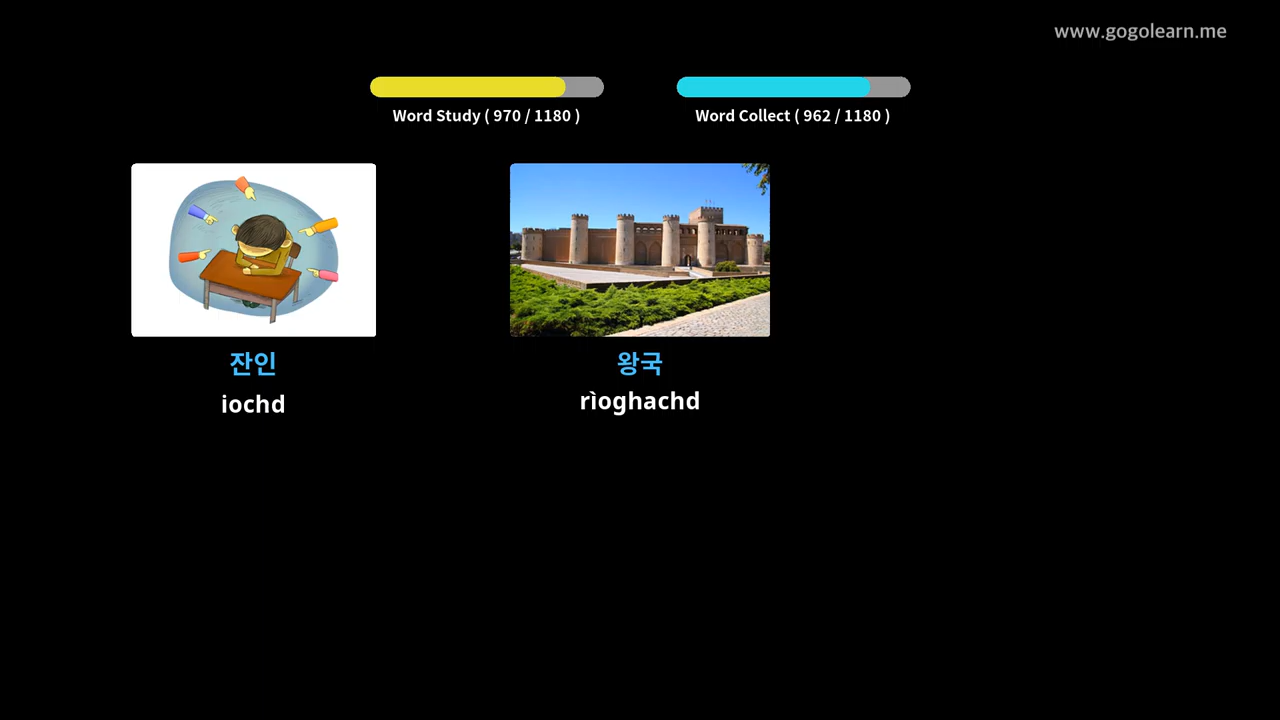 www.gogolearn.me
Word Study ( 970 / 1180 )
Word Collect ( 962 / 1180 )
잔인
iochd
왕국
rìoghachd